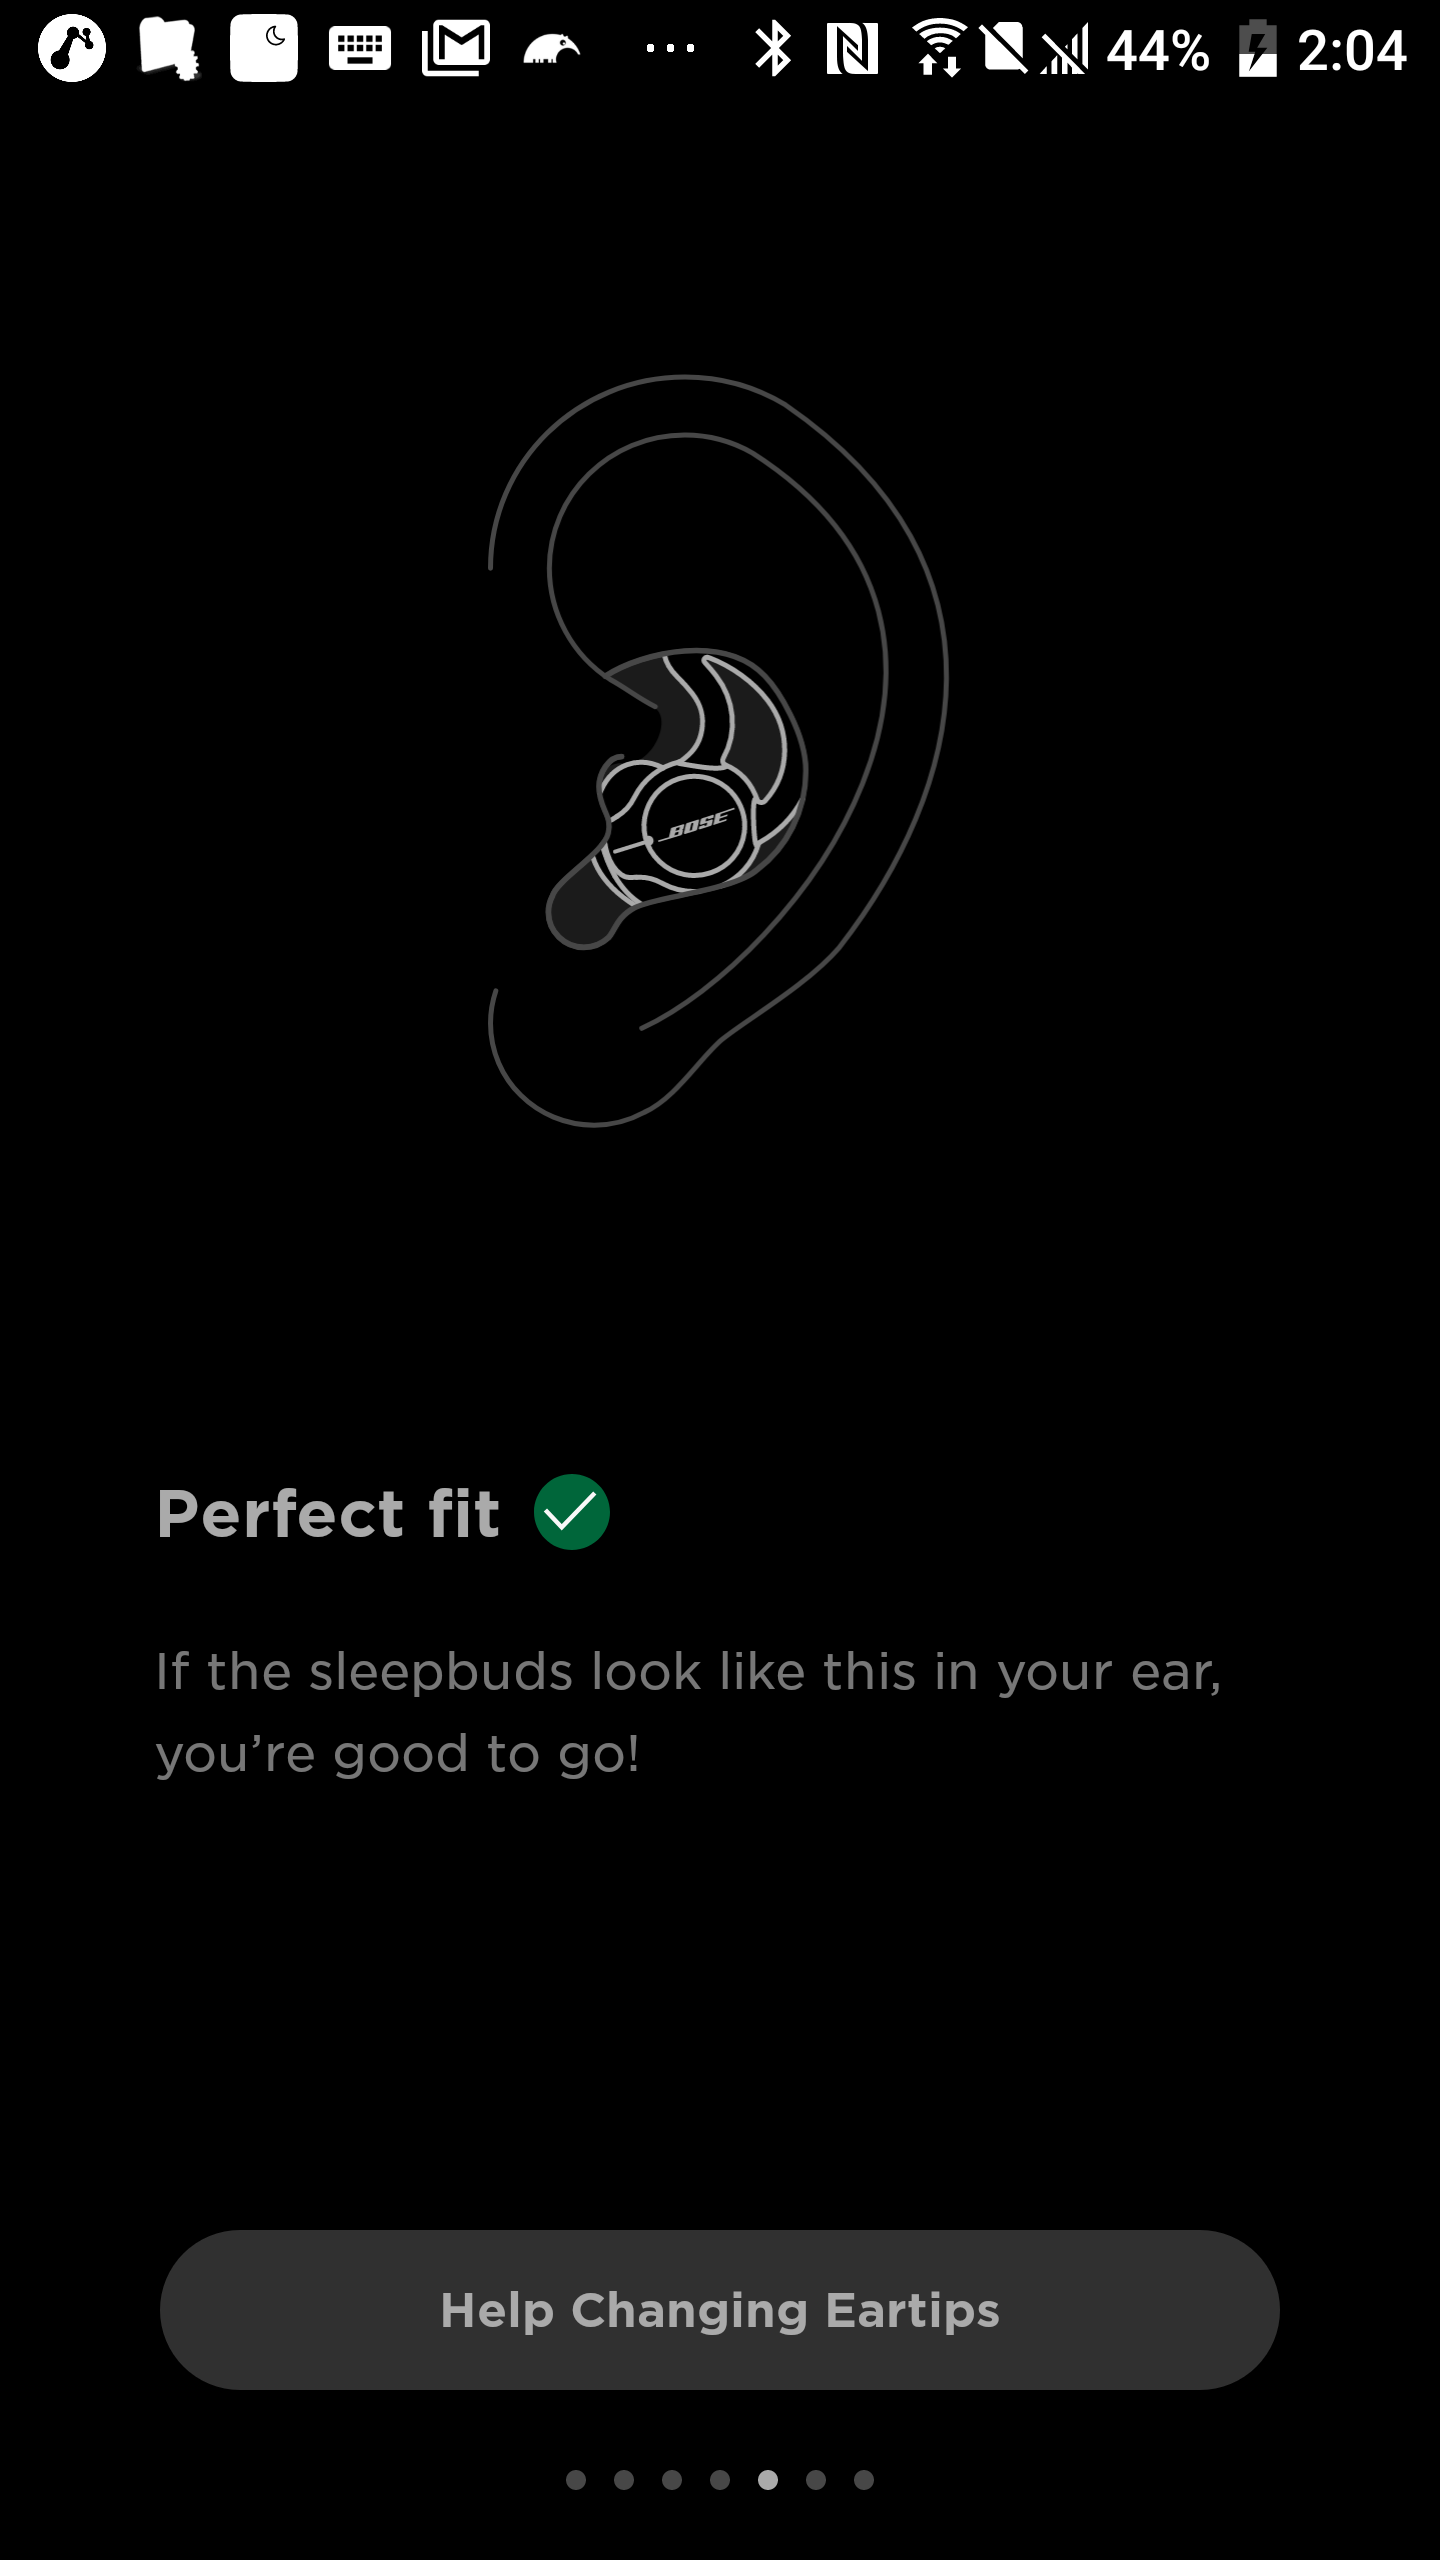 44% 2:04
BOSE
Perfect fit
If the sleepbuds look like this in your ear,
you’re good to go!
Help Changing Eartips